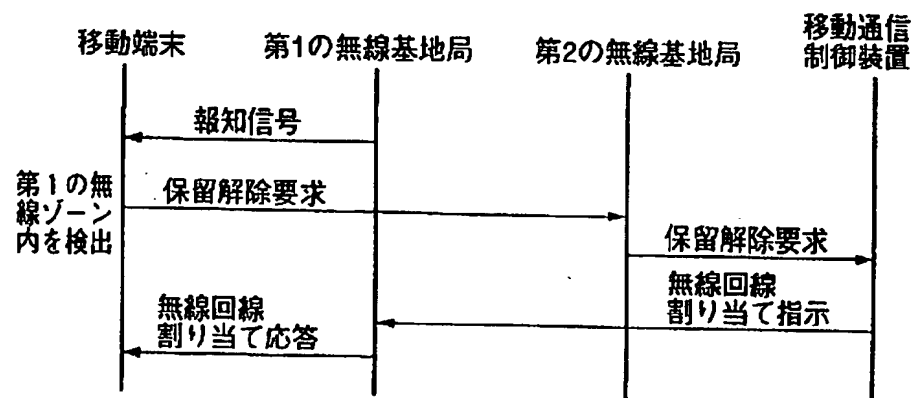 移動端末
第1の無線基地局
第2の無線基地局
移動通信
制御装置
報知信号
第1の無
線ゾーン
内を検出
保留解除要求
保留解除要求
無線回線
割り当て指示
無線回線
割り当て応答